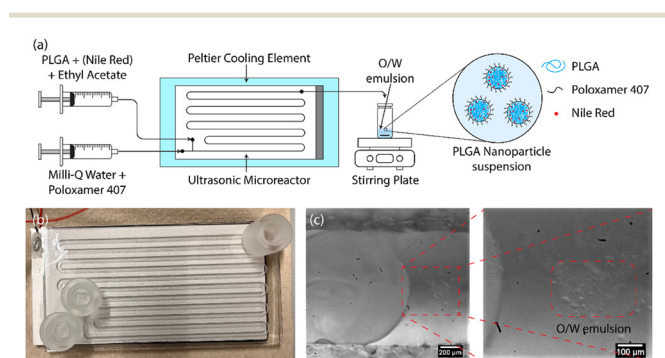 (a)
PLGA + (Nile Red)
+ Ethyl Acetate
Peltier Cooling Element
O/W
emulsion
PLGA
Poloxamer 407
Nile Red
Milli-Q Water +
Poloxamer 407
Ultrasonic Microreactor
Stirring Plate
PLGA Nanoparticle
suspension
(b)
(c)
200 µm
O/W emulsion
100 µm